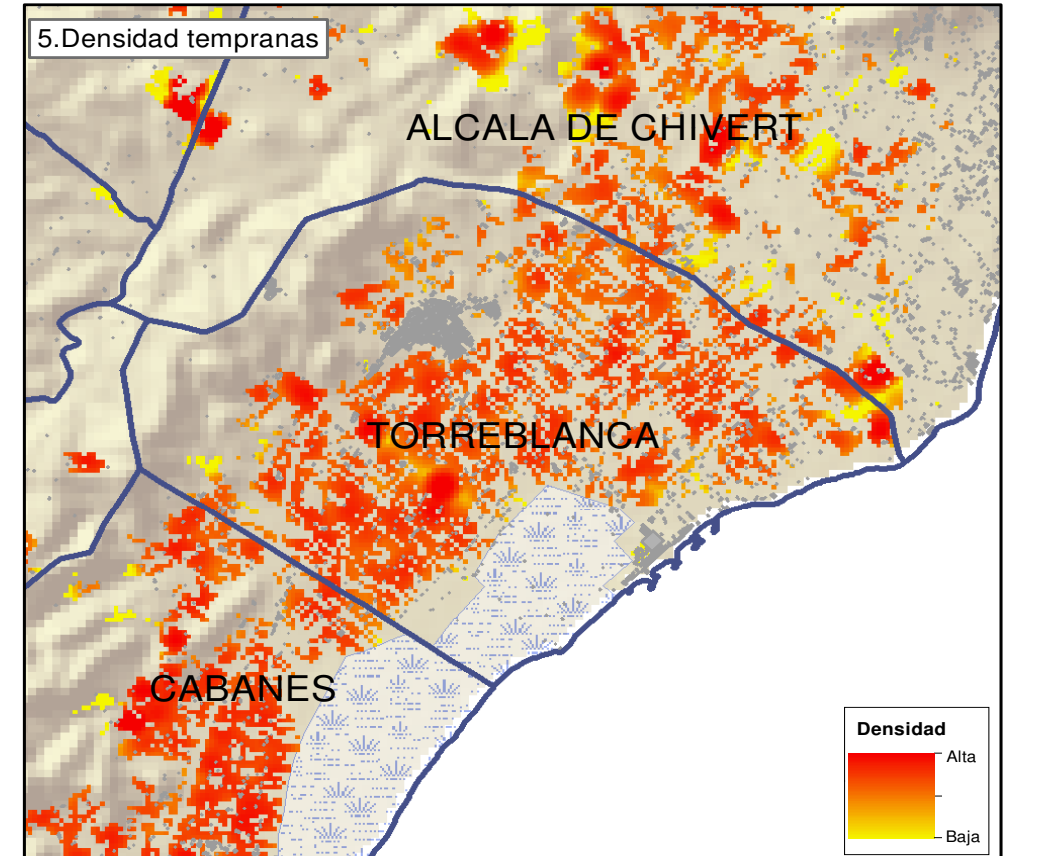 5.Densidad tempranas
ALCALA DE CHIVERT
TORREBLANCA
CABANES
Densidad
Alta
Baja